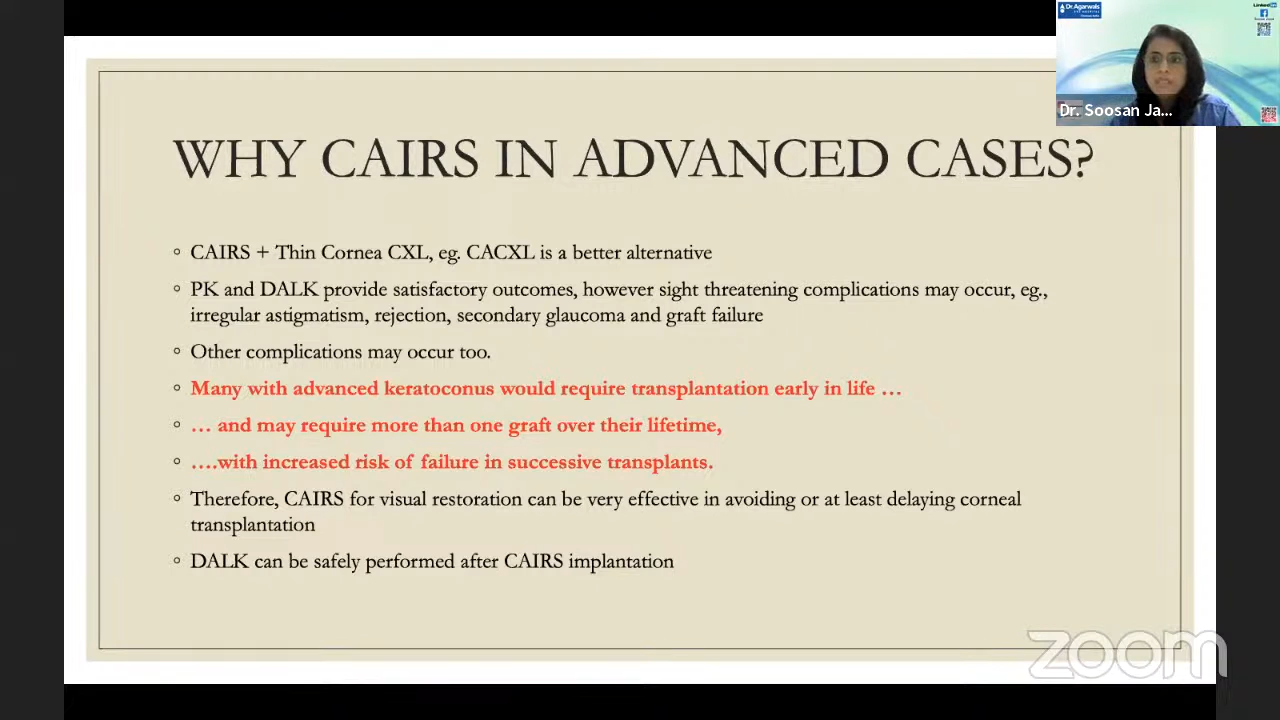 Dr.Agarwals
LinkedIn
Dr. Soosan Ja...
WHY CAIRS IN ADVANCED CASES?
◦ CAIRS + Thin Cornea CXL, eg. CACXL is a better alternative
◦ PK and DALK provide satisfactory outcomes, however sight threatening complications may occur, eg.,
irregular astigmatism, rejection, secondary glaucoma and graft failure
◦ Other complications may occur too.
◦ Many with advanced keratoconus would require transplantation early in life …
◦ … and may require more than one graft over their lifetime,
◦ ….with increased risk of failure in successive transplants.
◦ Therefore, CAIRS for visual restoration can be very effective in avoiding or at least delaying corneal
transplantation
◦ DALK can be safely performed after CAIRS implantation
zoom